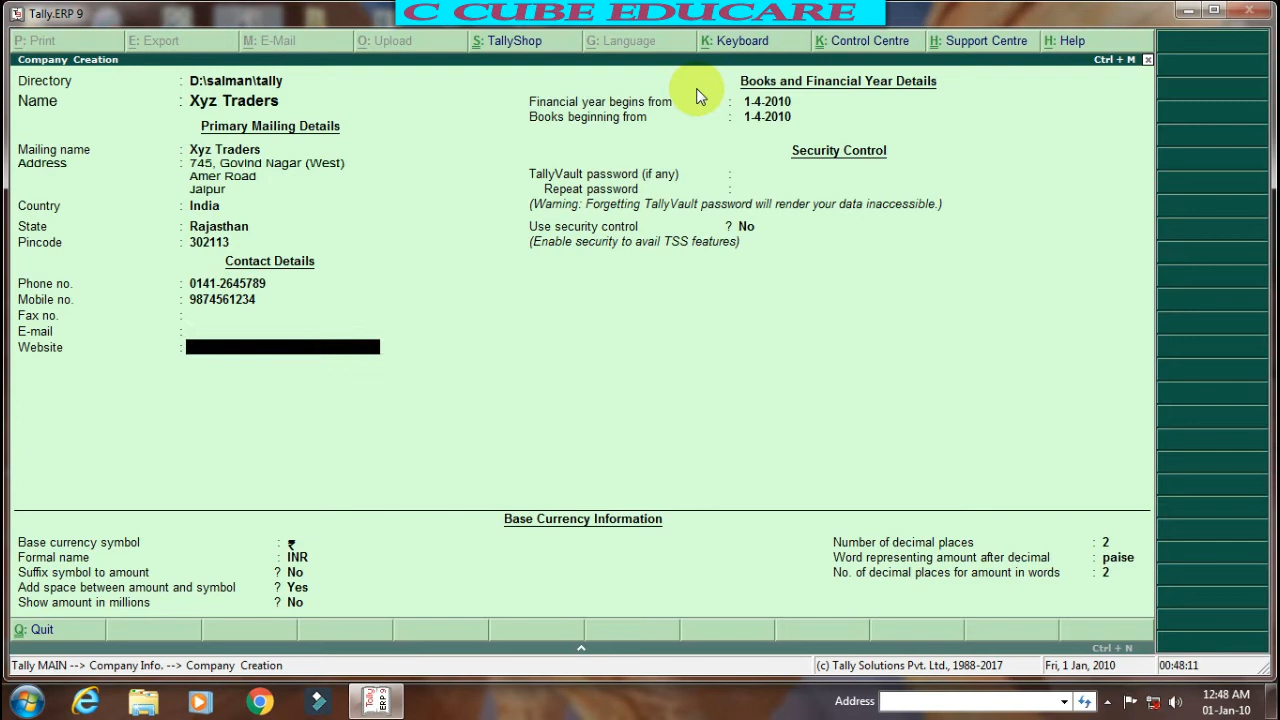 Tally.ERP 9
C CUBE EDUCARE
P: Print
E: Export
M: E-Mail
O: Upload
S: TallyShop
G: Language
K: Keyboard
K: Control Centre
H: Support Centre
H: Help
Company Creation
Ctrl + M
Directory : D:\salman\tally
Name : Xyz Traders
Primary Mailing Details
Mailing name : Xyz Traders
Address : 745, Govind Nagar (West)
Amer Road
Jaipur
Country : India
State : Rajasthan
Pincode : 302113
Contact Details
Phone no. : 0141-2645789
Mobile no. : 9874561234
Fax no. :
E-mail :
Website :
Books and Financial Year Details
Financial year begins from : 1-4-2010
Books beginning from : 1-4-2010
Security Control
TallyVault password (if any) :
Repeat password :
(Warning: Forgetting TallyVault password will render your data inaccessible.)
Use security control ? No
(Enable security to avail TSS features)
Base Currency Information
Base currency symbol : ₹
Formal name : INR
Suffix symbol to amount ? No
Add space between amount and symbol ? Yes
Show amount in millions ? No
Number of decimal places : 2
Word representing amount after decimal : paise
No. of decimal places for amount in words : 2
Q: Quit
Ctrl + N
Tally MAIN --> Company Info. --> Company Creation
(c) Tally Solutions Pvt. Ltd., 1988-2017
Fri, 1 Jan, 2010
00:48:11
Tally
ERP 9
Address
12:48 AM
01-Jan-10